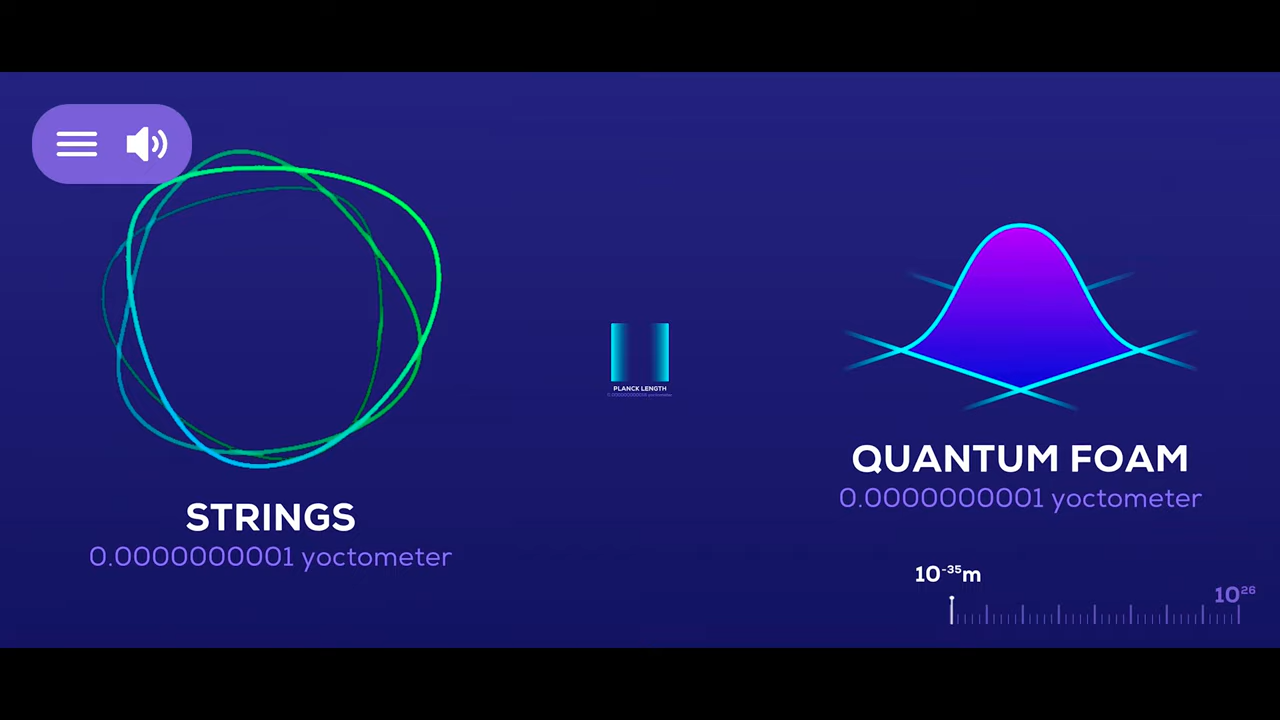 STRINGS
0.0000000001 yoctometer
PLANCK LENGTH
QUANTUM FOAM
0.0000000001 yoctometer
10⁻³⁵m
10²⁶